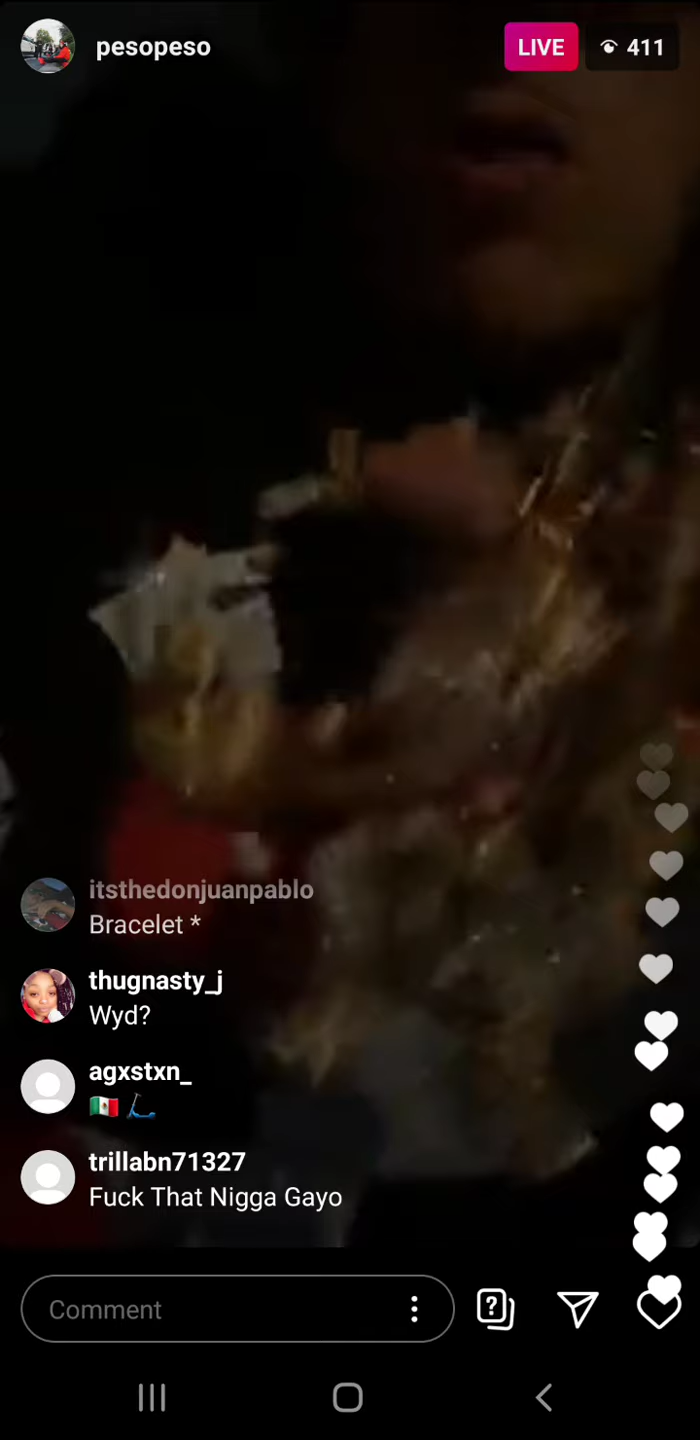 pesopeso
LIVE
411
itsthedonjuanpablo
Bracelet *
thugnasty_j
Wyd?
agxstxn_
🇲🇽 🛴
trillabn71327
Fuck That Nigga Gayo
Comment